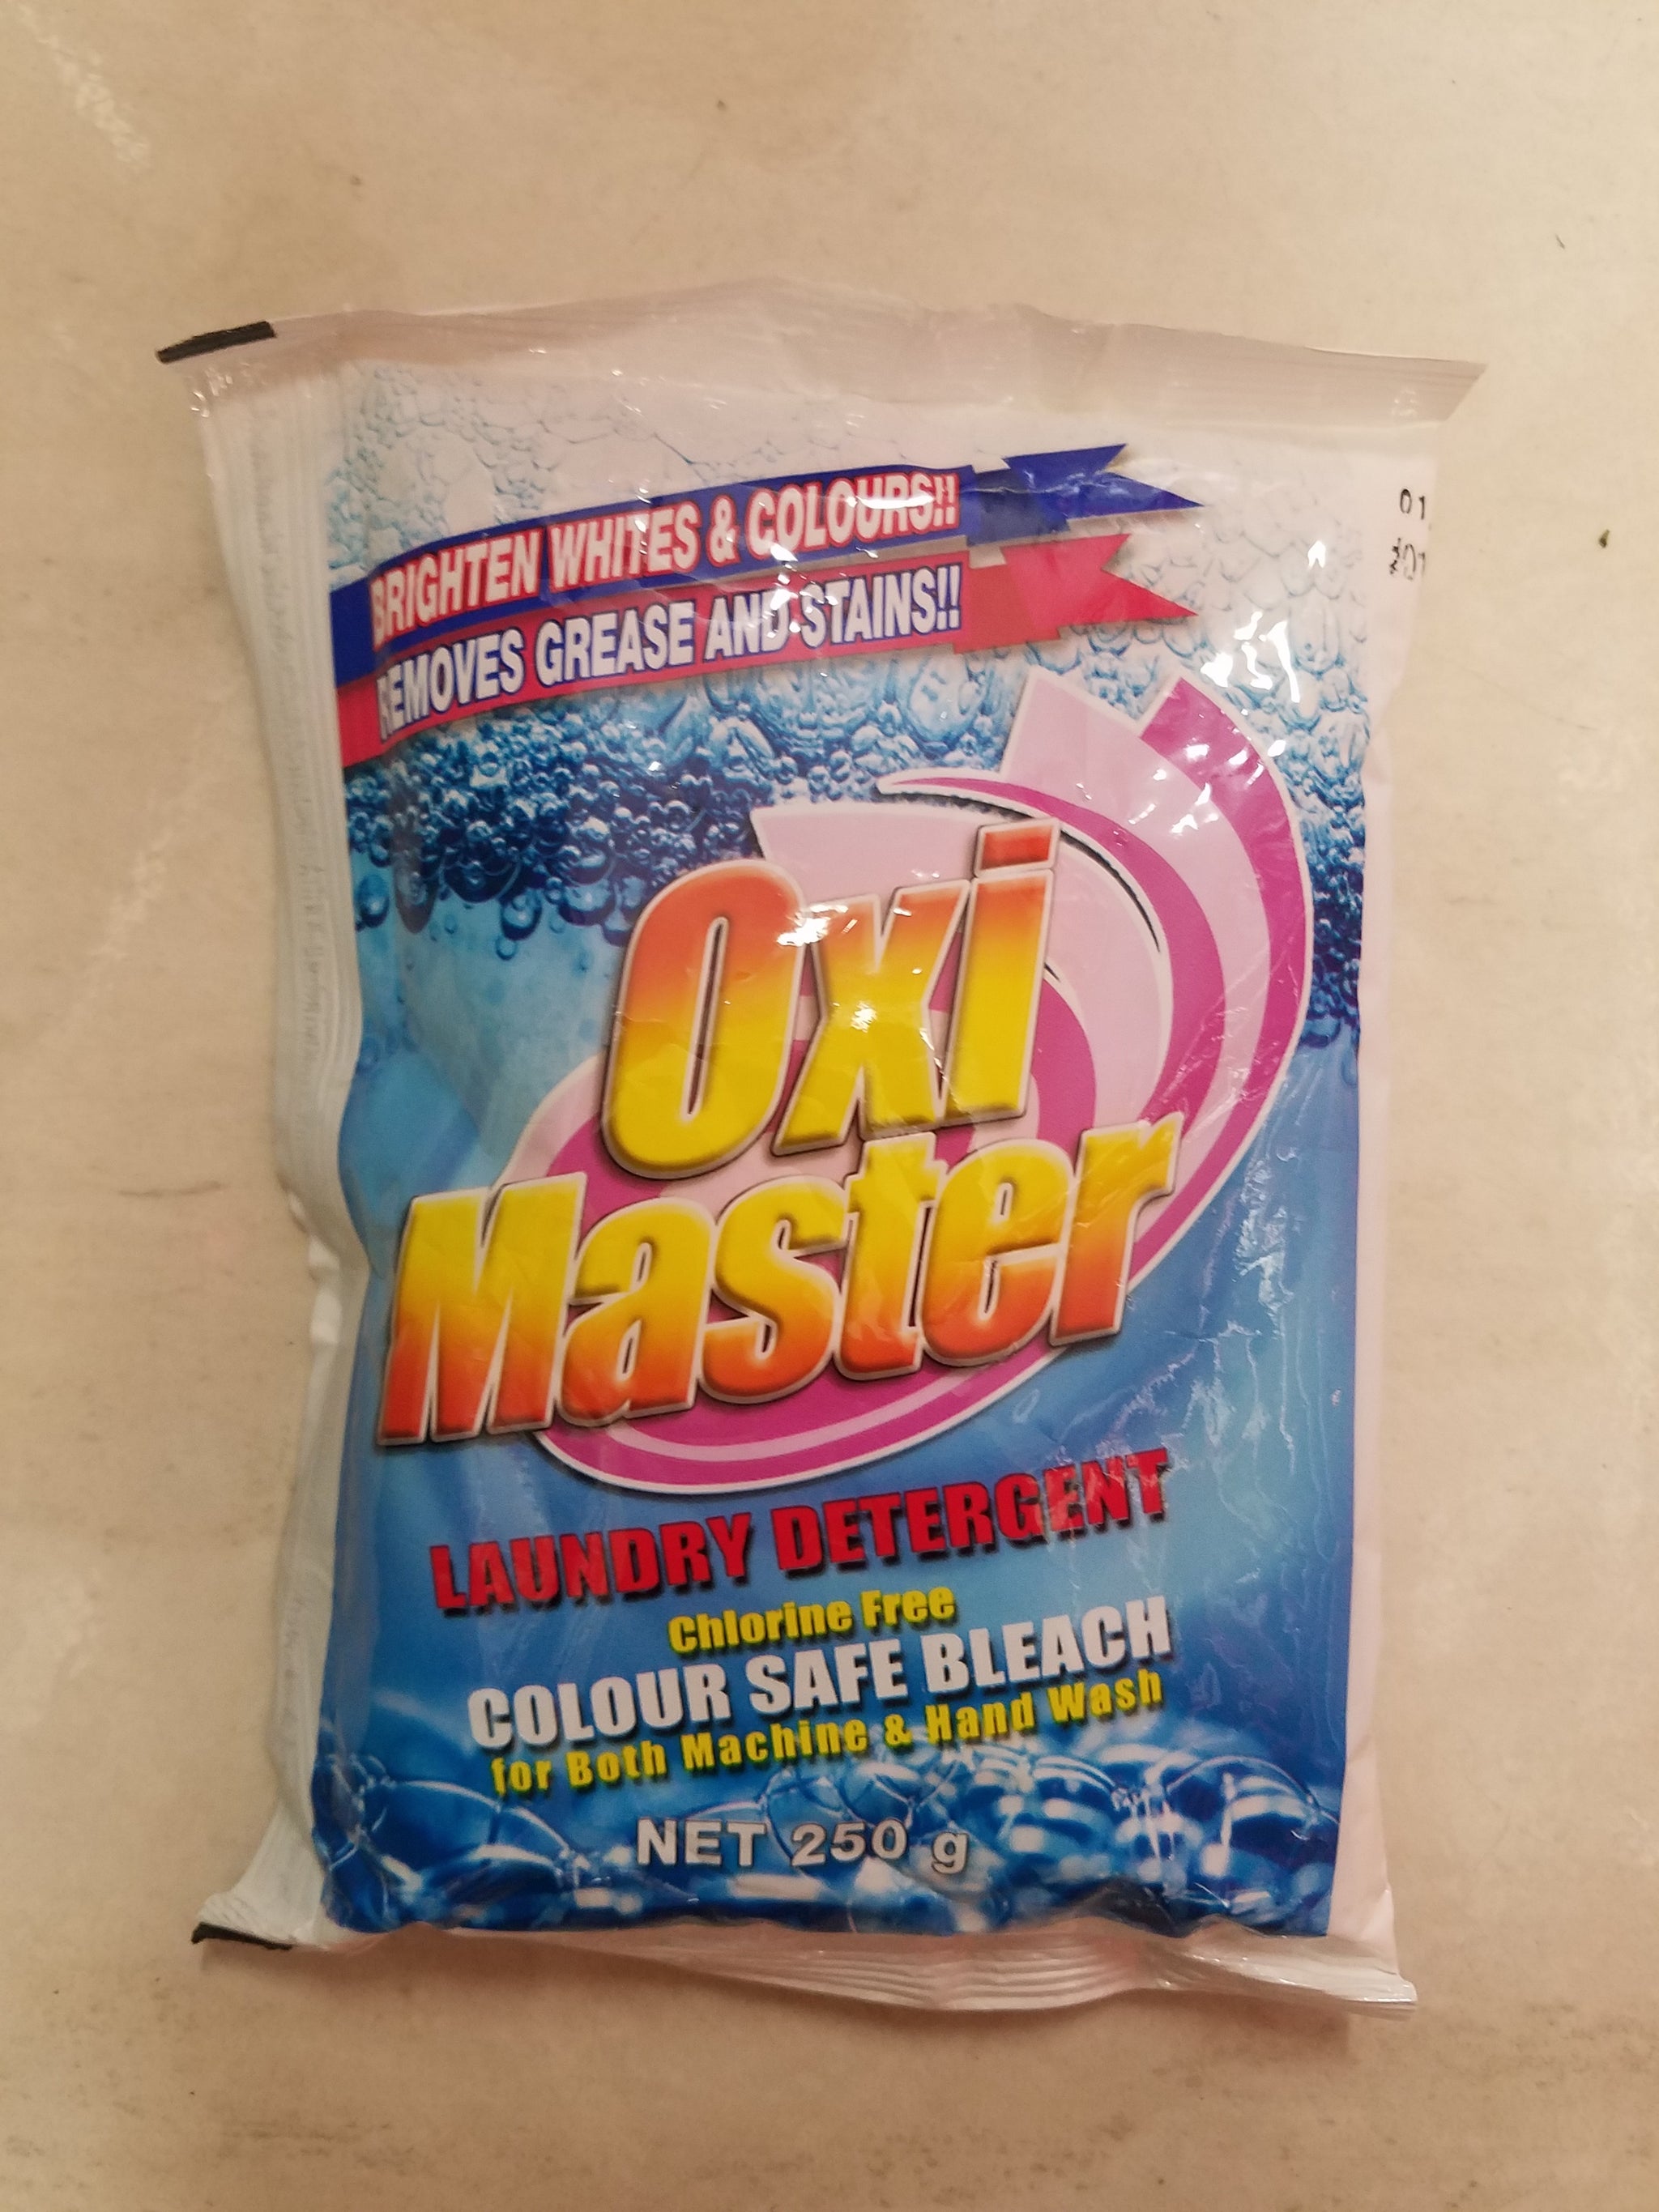 BRIGHTEN WHITES & COLOURS!!
REMOVES GREASE AND STAINS!!
01
Oxi
Master
LAUNDRY DETERGENT
Chlorine Free
COLOUR SAFE BLEACH
for Both Machine & Hand Wash
NET 250 g